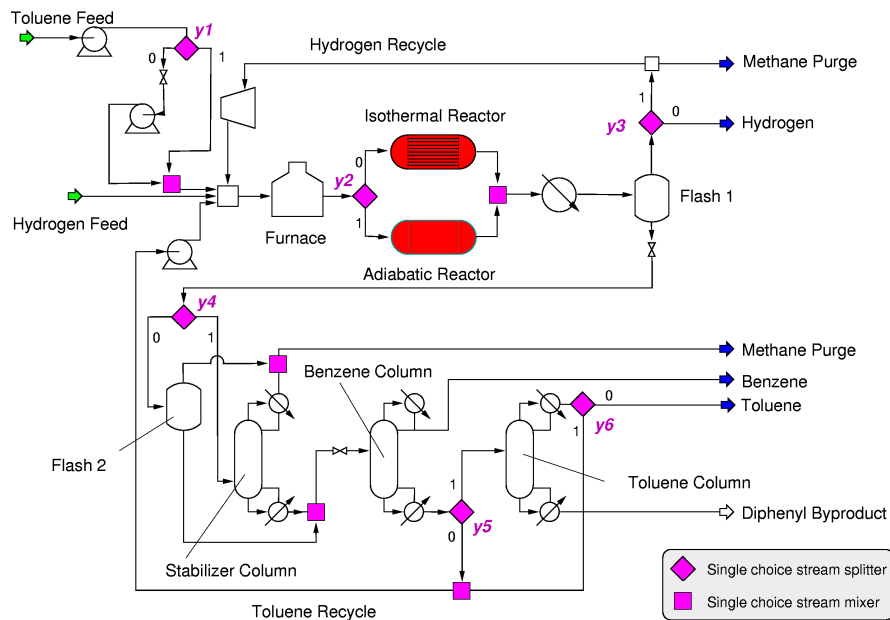 Toluene Feed
y1
0
1
Hydrogen Recycle
Methane Purge
1
0
y3
Hydrogen
Isothermal Reactor
0
y2
1
Flash 1
Hydrogen Feed
Furnace
Adiabatic Reactor
y4
0
1
Methane Purge
Benzene Column
Benzene
0
Toluene
1
y6
Flash 2
Toluene Column
1
y5
0
Diphenyl Byproduct
Stabilizer Column
Toluene Recycle
Single choice stream splitter
Single choice stream mixer